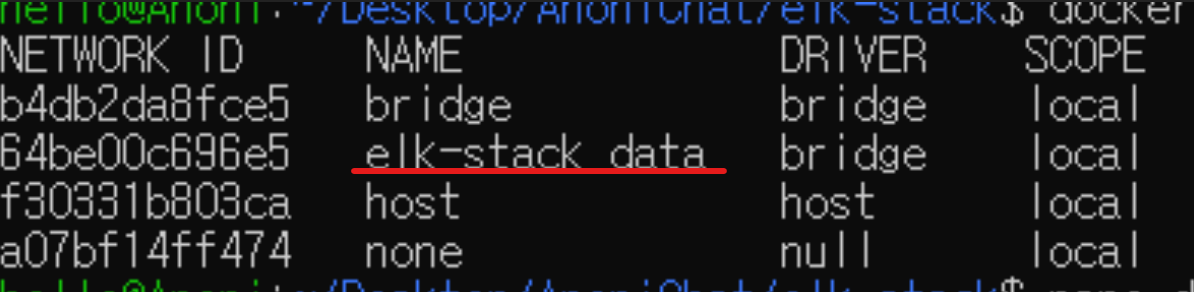 hello@Anoni:~/Desktop/AnoniChat/elk-stack$ docker
NETWORK ID NAME DRIVER SCOPE
b4db2da8fce5 bridge bridge local
64be00c696e5 elk-stack_data bridge local
f30331b803ca host host local
a07bf14ff474 none null local